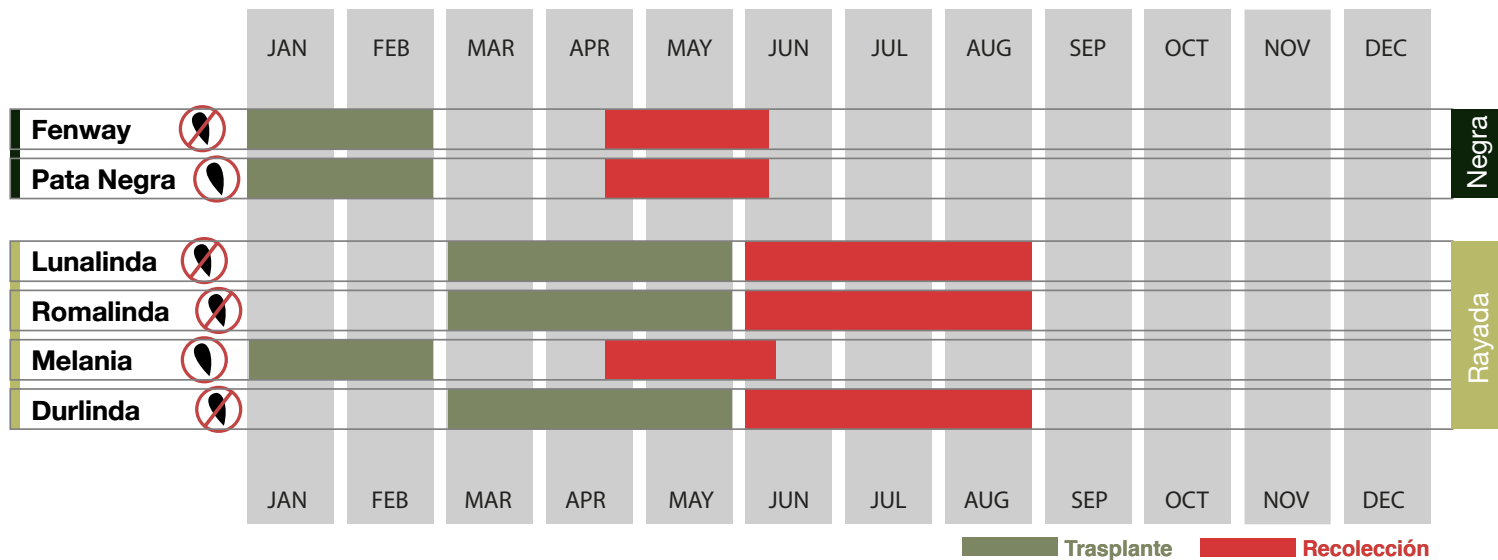 JAN FEB MAR APR MAY JUN JUL AUG SEP OCT NOV DEC
Fenway
Pata Negra
Negra
Lunalinda
Romalinda
Melania
Durlinda
Rayada
JAN FEB MAR APR MAY JUN JUL AUG SEP OCT NOV DEC
Trasplante Recolección